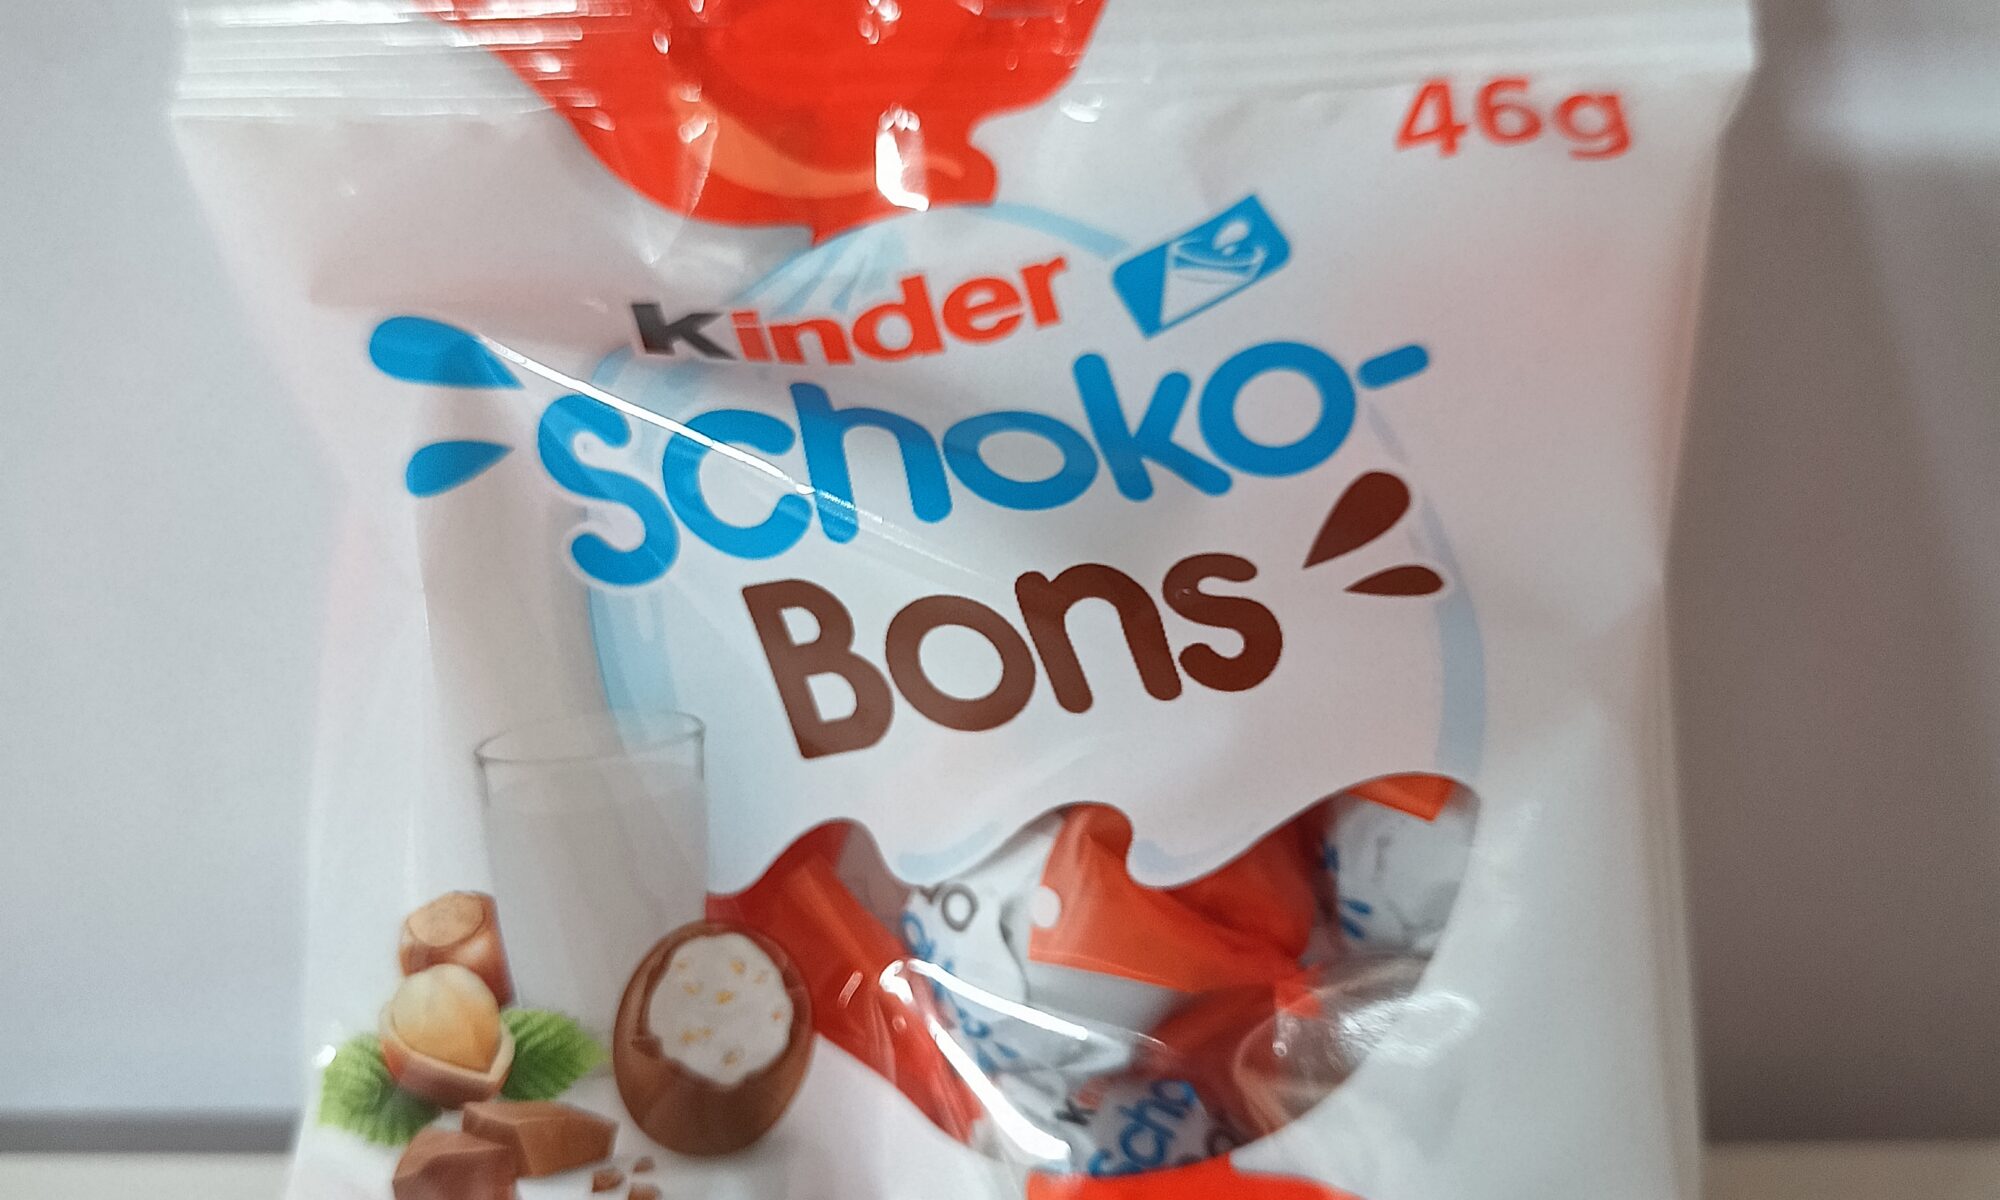 46g
kinder
Schoko-
Bons